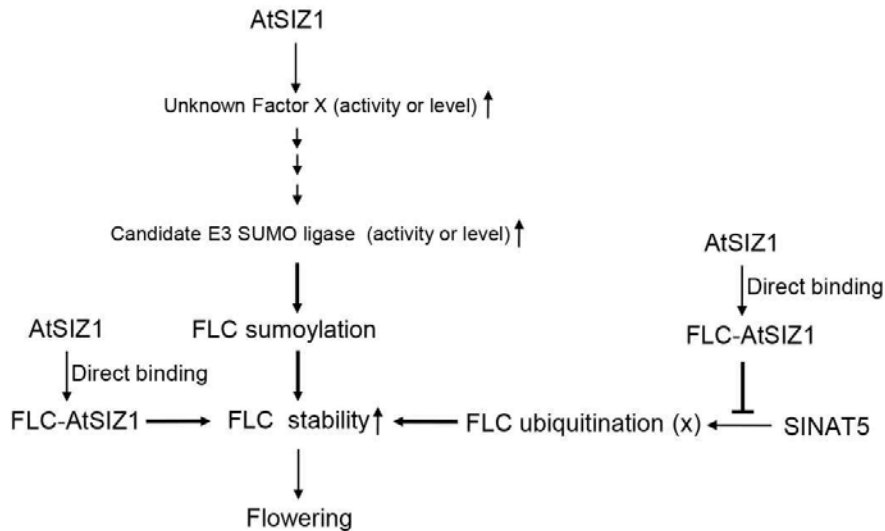 AtSIZ1
Unknown Factor X (activity or level)
Candidate E3 SUMO ligase (activity or level)
AtSIZ1
Direct binding
AtSIZ1
FLC sumoylation
FLC-AtSIZ1
Direct binding
FLC-AtSIZ1
FLC stability
FLC ubiquitination (x)
SINAT5
Flowering